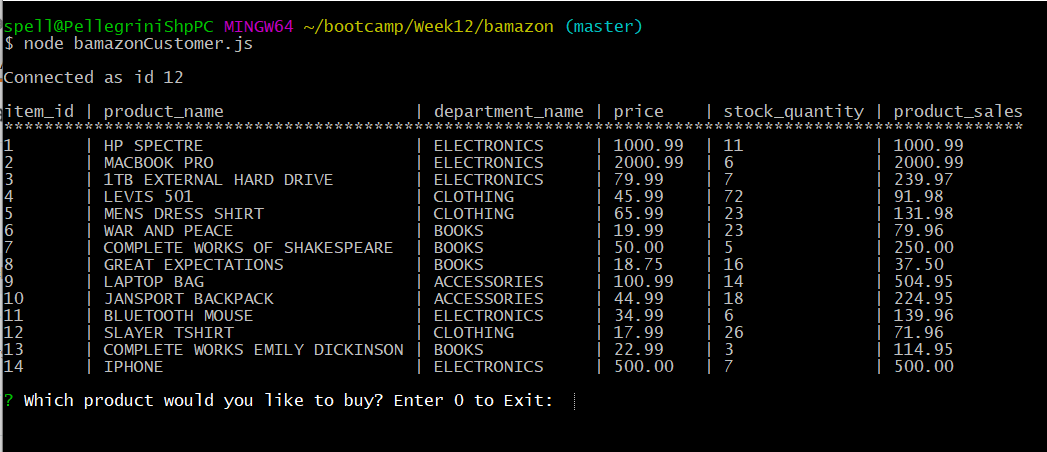 spell@PellegriniShpPC MINGW64 ~/bootcamp/Week12/bamazon (master)
$ node bamazonCustomer.js
Connected as id 12
item_id | product_name | department_name | price | stock_quantity | product_sales
******************************************************************************************************
1 | HP SPECTRE | ELECTRONICS | 1000.99 | 11 | 1000.99
2 | MACBOOK PRO | ELECTRONICS | 2000.99 | 6 | 2000.99
3 | 1TB EXTERNAL HARD DRIVE | ELECTRONICS | 79.99 | 7 | 239.97
4 | LEVIS 501 | CLOTHING | 45.99 | 72 | 91.98
5 | MENS DRESS SHIRT | CLOTHING | 65.99 | 23 | 131.98
6 | WAR AND PEACE | BOOKS | 19.99 | 23 | 79.96
7 | COMPLETE WORKS OF SHAKESPEARE | BOOKS | 50.00 | 5 | 250.00
8 | GREAT EXPECTATIONS | BOOKS | 18.75 | 16 | 37.50
9 | LAPTOP BAG | ACCESSORIES | 100.99 | 14 | 504.95
10 | JANSPORT BACKPACK | ACCESSORIES | 44.99 | 18 | 224.95
11 | BLUETOOTH MOUSE | ELECTRONICS | 34.99 | 6 | 139.96
12 | SLAYER TSHIRT | CLOTHING | 17.99 | 26 | 71.96
13 | COMPLETE WORKS EMILY DICKINSON | BOOKS | 22.99 | 3 | 114.95
14 | IPHONE | ELECTRONICS | 500.00 | 7 | 500.00
? Which product would you like to buy? Enter 0 to Exit: